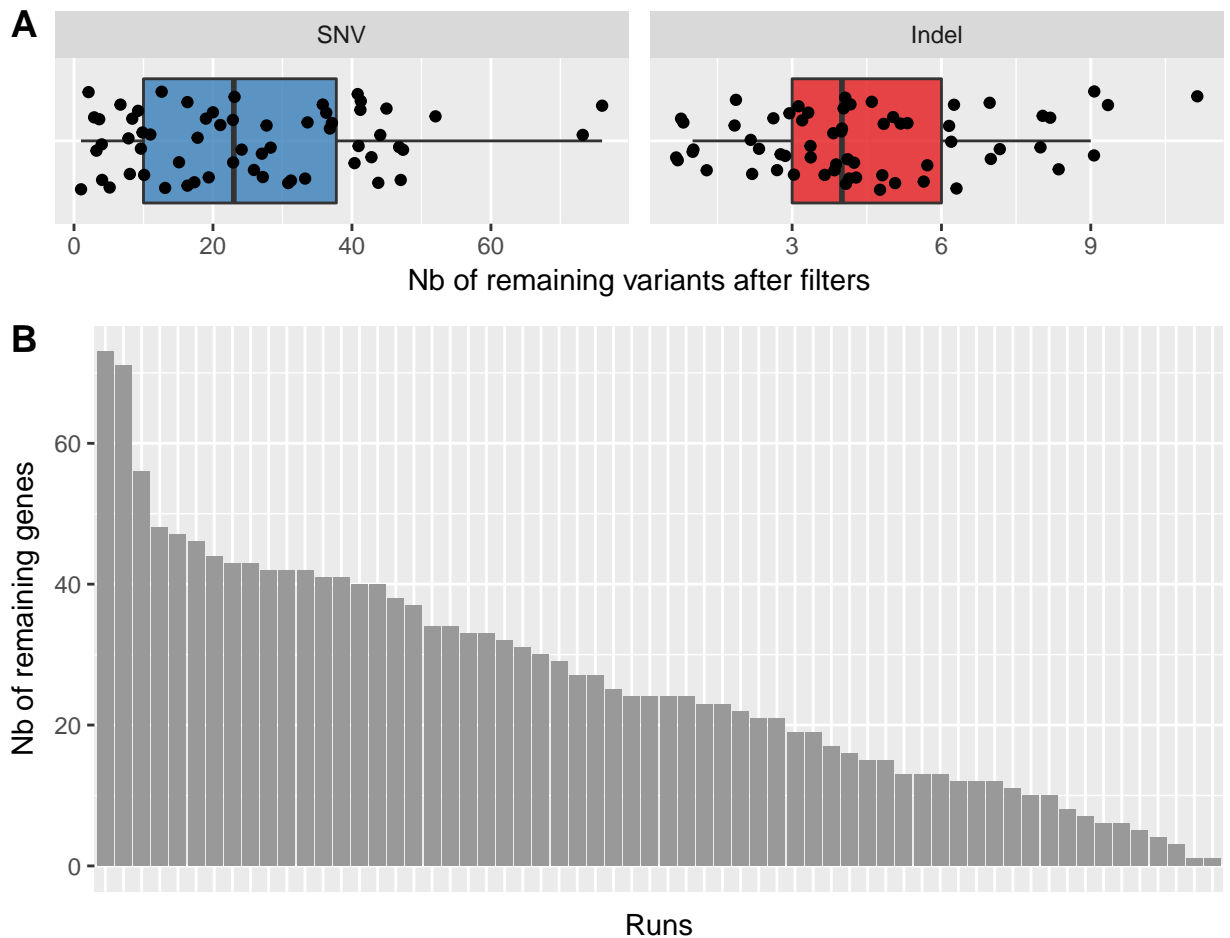 A
SNV
Indel
0
20
40
60
3
6
9
Nb of remaining variants after filters
B
Nb of remaining genes
60
40
20
0
Runs